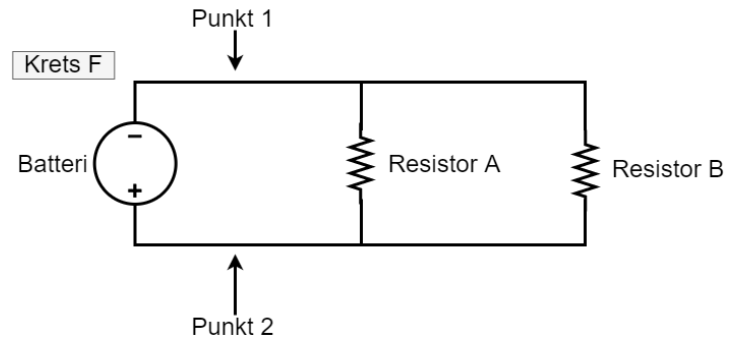 Punkt 1
Krets F
−
Batteri
+
Resistor A
Resistor B
Punkt 2